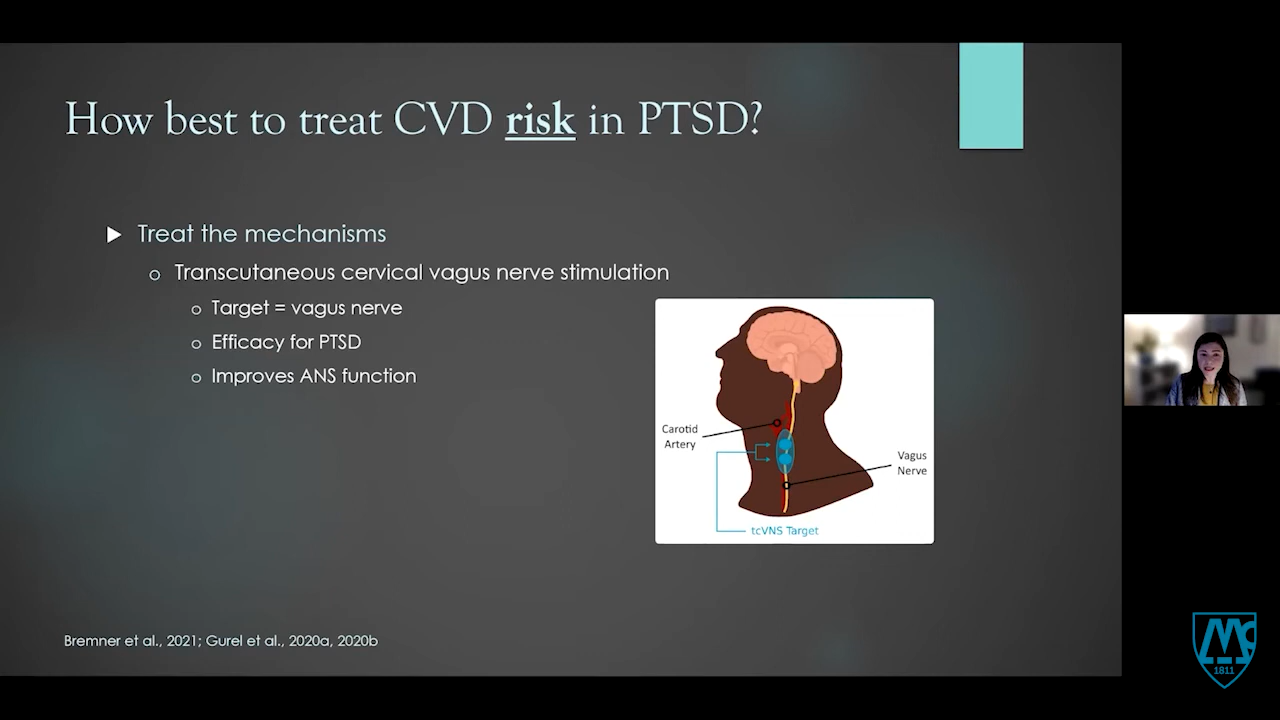 How best to treat CVD risk in PTSD?
Treat the mechanisms
Transcutaneous cervical vagus nerve stimulation
Target = vagus nerve
Efficacy for PTSD
Improves ANS function
Carotid
Artery
Vagus
Nerve
tcVNS Target
Bremner et al., 2021; Gurel et al., 2020a, 2020b
Mc
1811